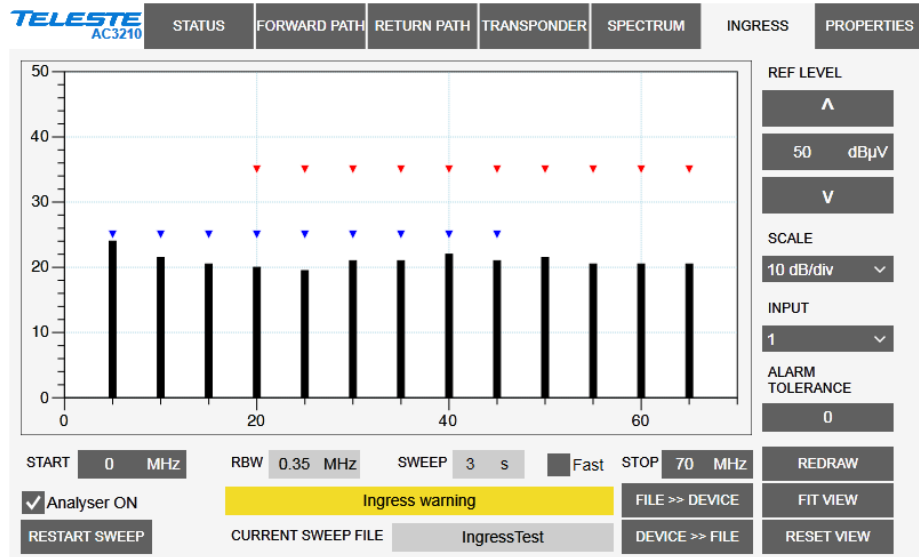 TELESTE
AC3210
STATUS FORWARD PATH RETURN PATH TRANSPONDER SPECTRUM INGRESS PROPERTIES
50
40
30
20
10
0
0 20 40 60
REF LEVEL
ʌ
50 dBµV
v
SCALE
10 dB/div
INPUT
1
ALARM
TOLERANCE
0
START 0 MHz RBW 0.35 MHz SWEEP 3 s Fast STOP 70 MHz REDRAW
Analyser ON Ingress warning FILE >> DEVICE FIT VIEW
RESTART SWEEP CURRENT SWEEP FILE IngressTest DEVICE >> FILE RESET VIEW